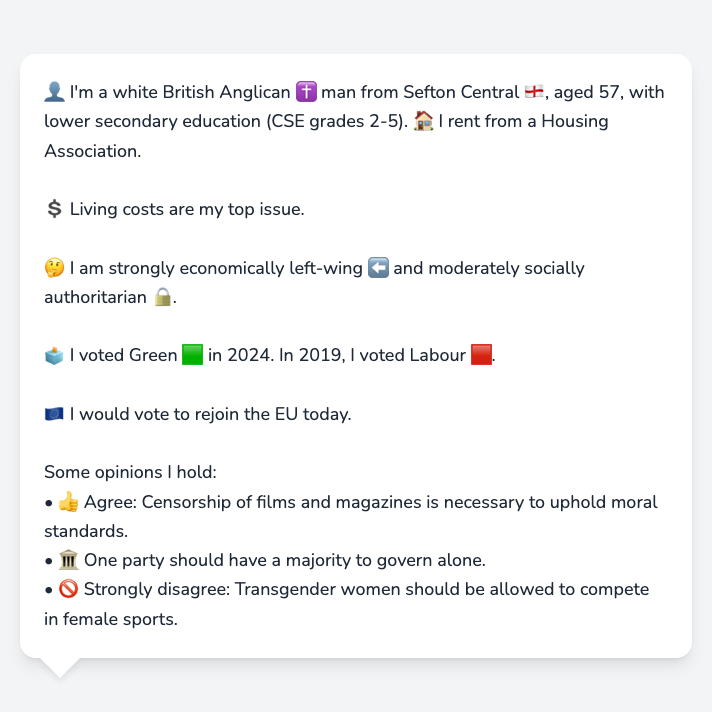 👤 I'm a white British Anglican ✝️ man from Sefton Central 🏴󠁧󠁢󠁥󠁮󠁧󠁿, aged 57, with
lower secondary education (CSE grades 2-5). 🏠 I rent from a Housing
Association.
💲 Living costs are my top issue.
🤔 I am strongly economically left-wing ⬅️ and moderately socially
authoritarian 🔒.
🗳️ I voted Green 🟩 in 2024. In 2019, I voted Labour 🟥.
🇪🇺 I would vote to rejoin the EU today.
Some opinions I hold:
• 👍 Agree: Censorship of films and magazines is necessary to uphold moral
standards.
• 🏛️ One party should have a majority to govern alone.
• 🚫 Strongly disagree: Transgender women should be allowed to compete
in female sports.